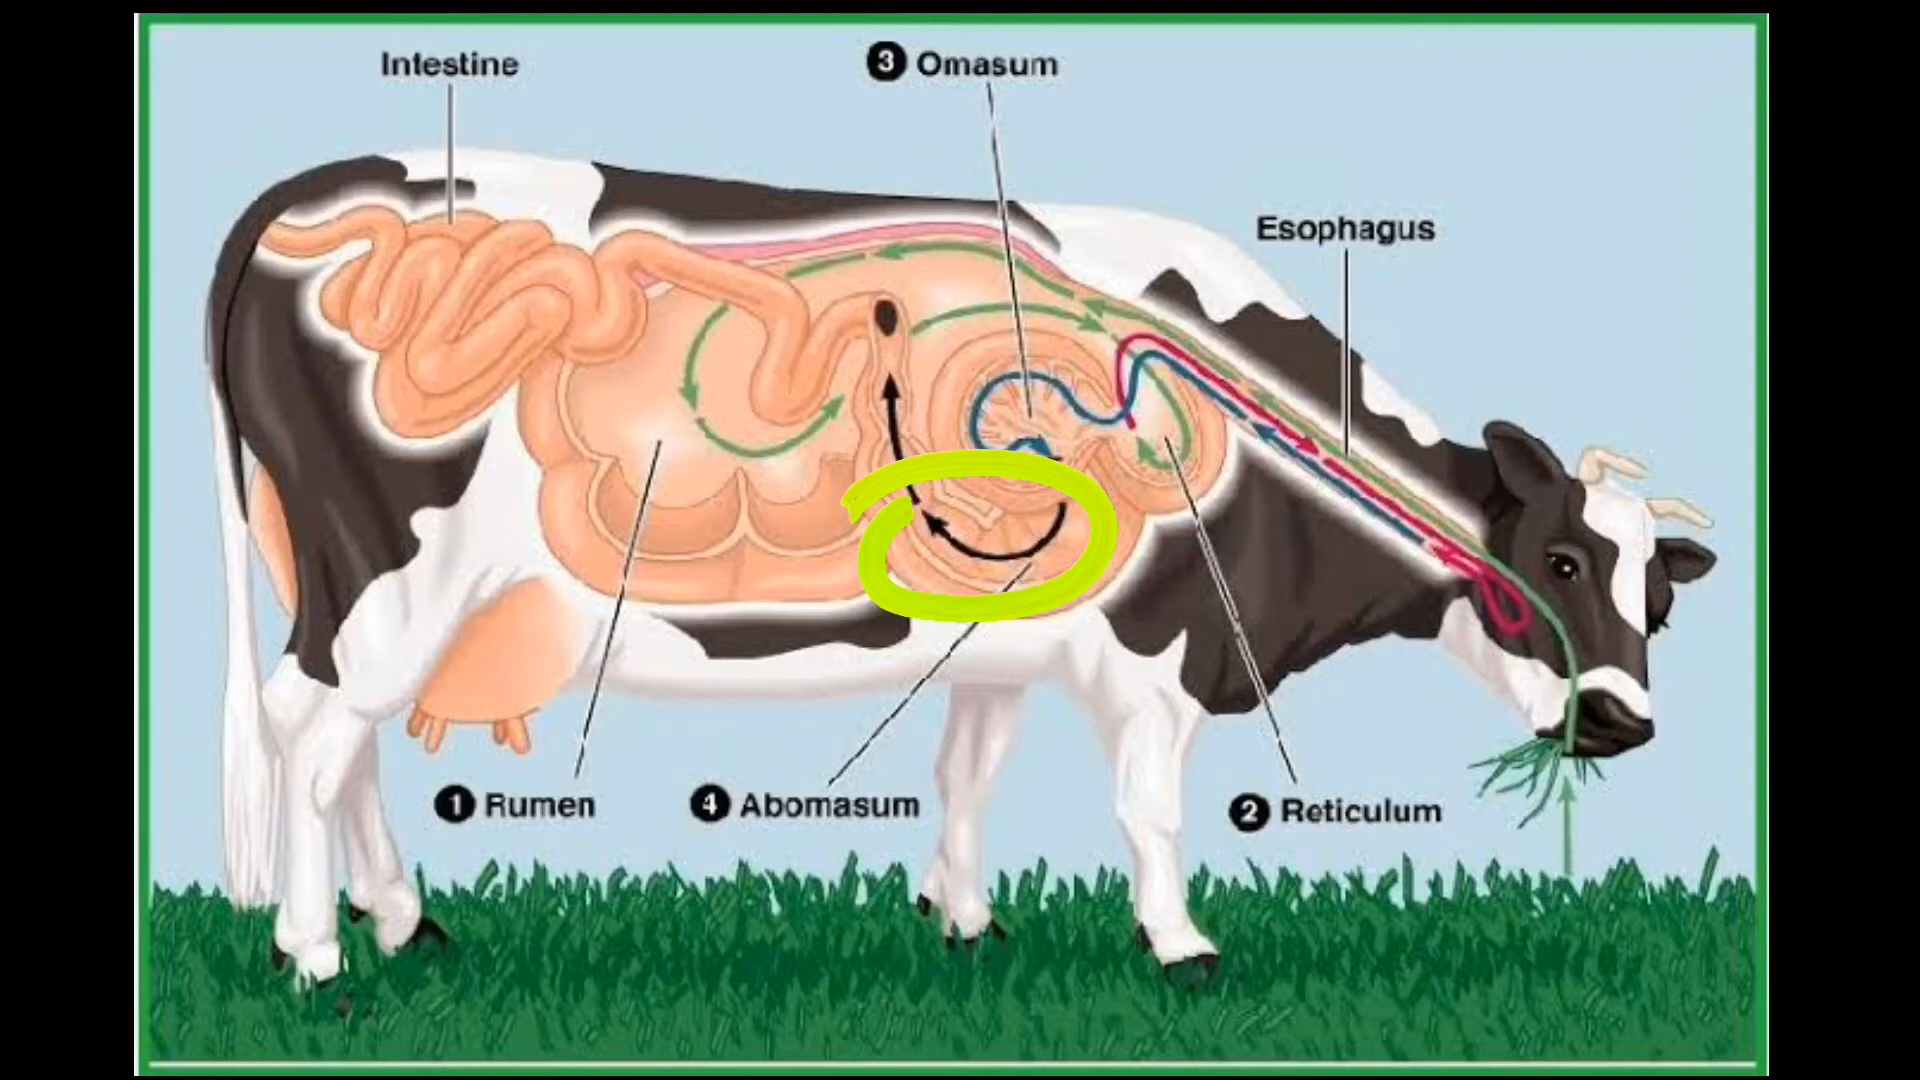 Intestine
3 Omasum
Esophagus
1 Rumen
4 Abomasum
2 Reticulum